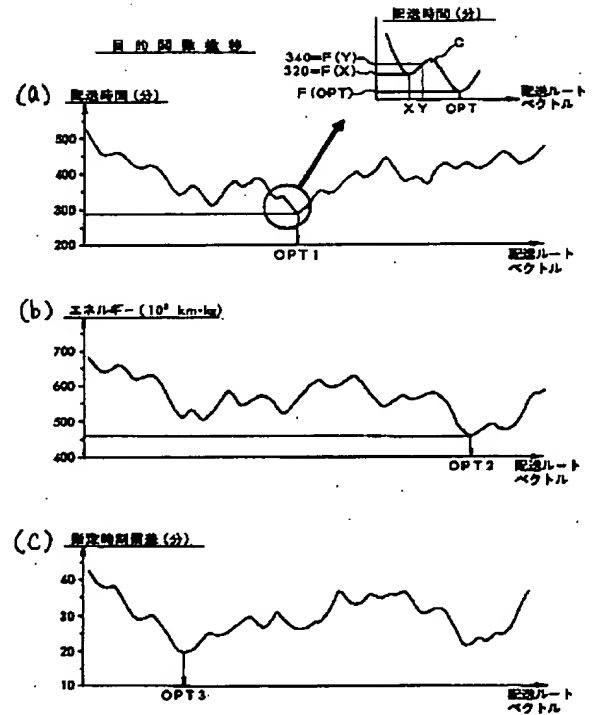 目的関数推移
配送時間(分)
340=F(Y)
320=F(X)
F(OPT)
C
X Y OPT
配送ルート
ベクトル
(a) 配送時間(分)
500
400
300
200
OPT1
配送ルート
ベクトル
(b) エネルギー(10³ km·kg)
700
600
500
400
OPT2
配送ルート
ベクトル
(C) 指定時刻偏差(分)
40
30
20
10
OPT3
配送ルート
ベクトル